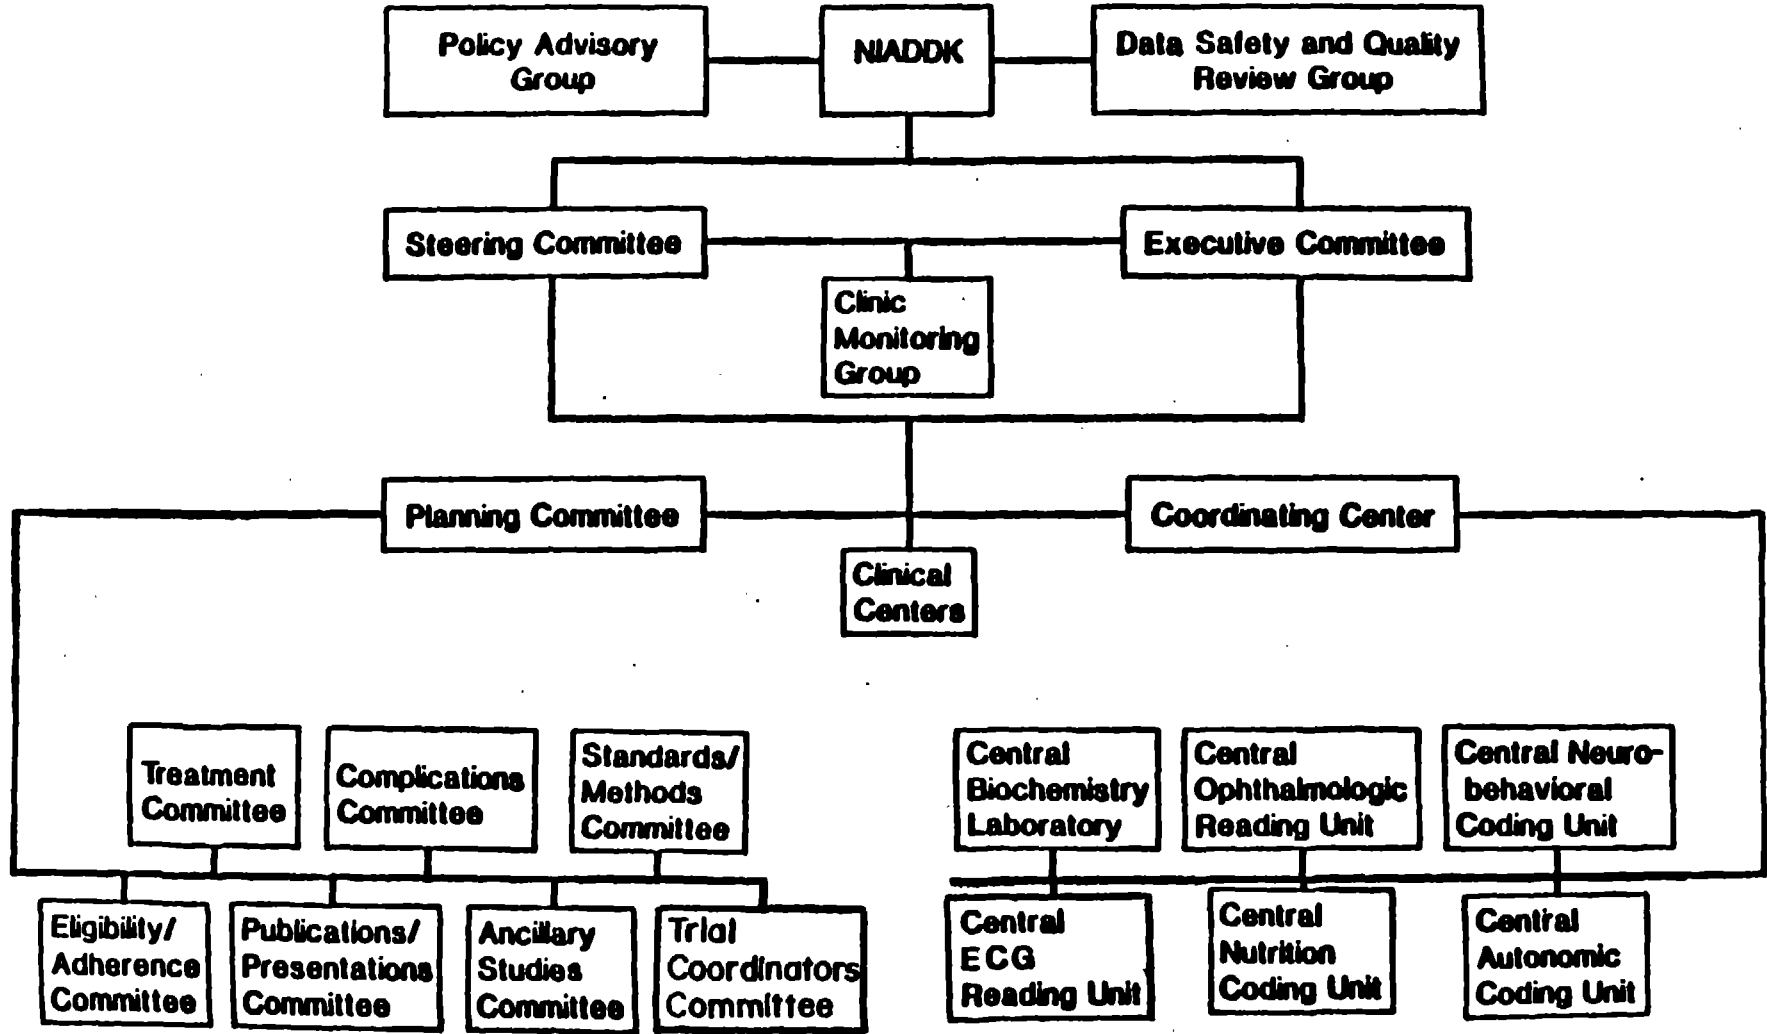 Policy Advisory
Group
NIADDK
Data Safety and Quality
Review Group
Steering Committee
Executive Committee
Clinic
Monitoring
Group
Planning Committee
Coordinating Center
Clinical
Centers
Treatment
Committee
Complications
Committee
Standards/
Methods
Committee
Central
Biochemistry
Laboratory
Central
Ophthalmologic
Reading Unit
Central Neuro-
behavioral
Coding Unit
Eligibility/
Adherence
Committee
Publications/
Presentations
Committee
Ancillary
Studies
Committee
Trial
Coordinators
Committee
Central
ECG
Reading Unit
Central
Nutrition
Coding Unit
Central
Autonomic
Coding Unit